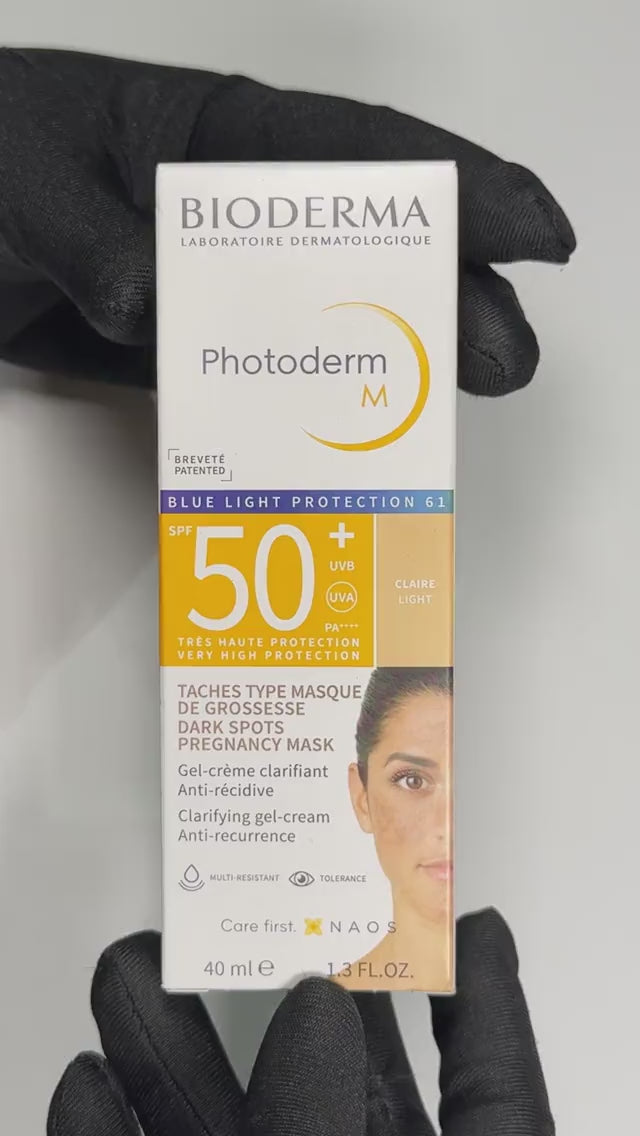 BIODERMA
LABORATOIRE DERMATOLOGIQUE
Photoderm
M
BREVETÉ
PATENTED
BLUE LIGHT PROTECTION 61
SPF
50+
UVB
UVA
PA++++
TRÈS HAUTE PROTECTION
VERY HIGH PROTECTION
CLAIRE
LIGHT
TACHES TYPE MASQUE
DE GROSSESSE
DARK SPOTS
PREGNANCY MASK
Gel-crème clarifiant
Anti-récidive
Clarifying gel-cream
Anti-recurrence
MULTI-RESISTANT TOLERANCE
Care first. NAOS
40 ml e 1.3 FL.OZ.